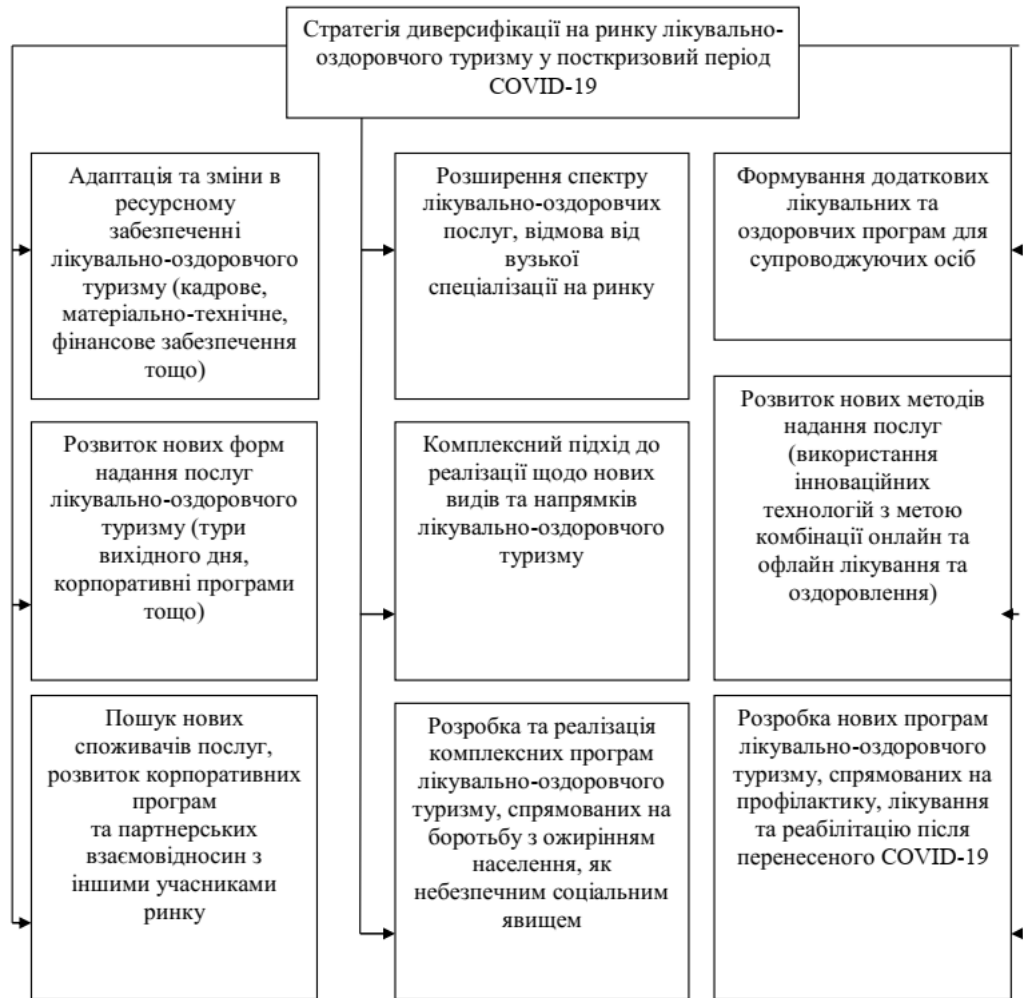 Стратегія диверсифікації на ринку лікувально-
оздоровчого туризму у посткризовий період
COVID-19
Адаптація та зміни в
ресурсному
забезпеченні
лікувально-оздоровчого
туризму (кадрове,
матеріально-технічне,
фінансове забезпечення
тощо)
Розширення спектру
лікувально-оздоровчих
послуг, відмова від
вузької
спеціалізації на ринку
Формування додаткових
лікувальних та
оздоровчих програм для
супроводжуючих осіб
Розвиток нових форм
надання послуг
лікувально-оздоровчого
туризму (тури
вихідного дня,
корпоративні програми
тощо)
Комплексний підхід до
реалізації щодо нових
видів та напрямків
лікувально-оздоровчого
туризму
Розвиток нових методів
надання послуг
(використання
інноваційних
технологій з метою
комбінації онлайн та
офлайн лікування та
оздоровлення)
Пошук нових
споживачів послуг,
розвиток корпоративних
програм
та партнерських
взаємовідносин з
іншими учасниками
ринку
Розробка та реалізація
комплексних програм
лікувально-оздоровчого
туризму, спрямованих на
боротьбу з ожирінням
населення, як
небезпечним соціальним
явищем
Розробка нових програм
лікувально-оздоровчого
туризму, спрямованих на
профілактику, лікування
та реабілітацію після
перенесеного COVID-19